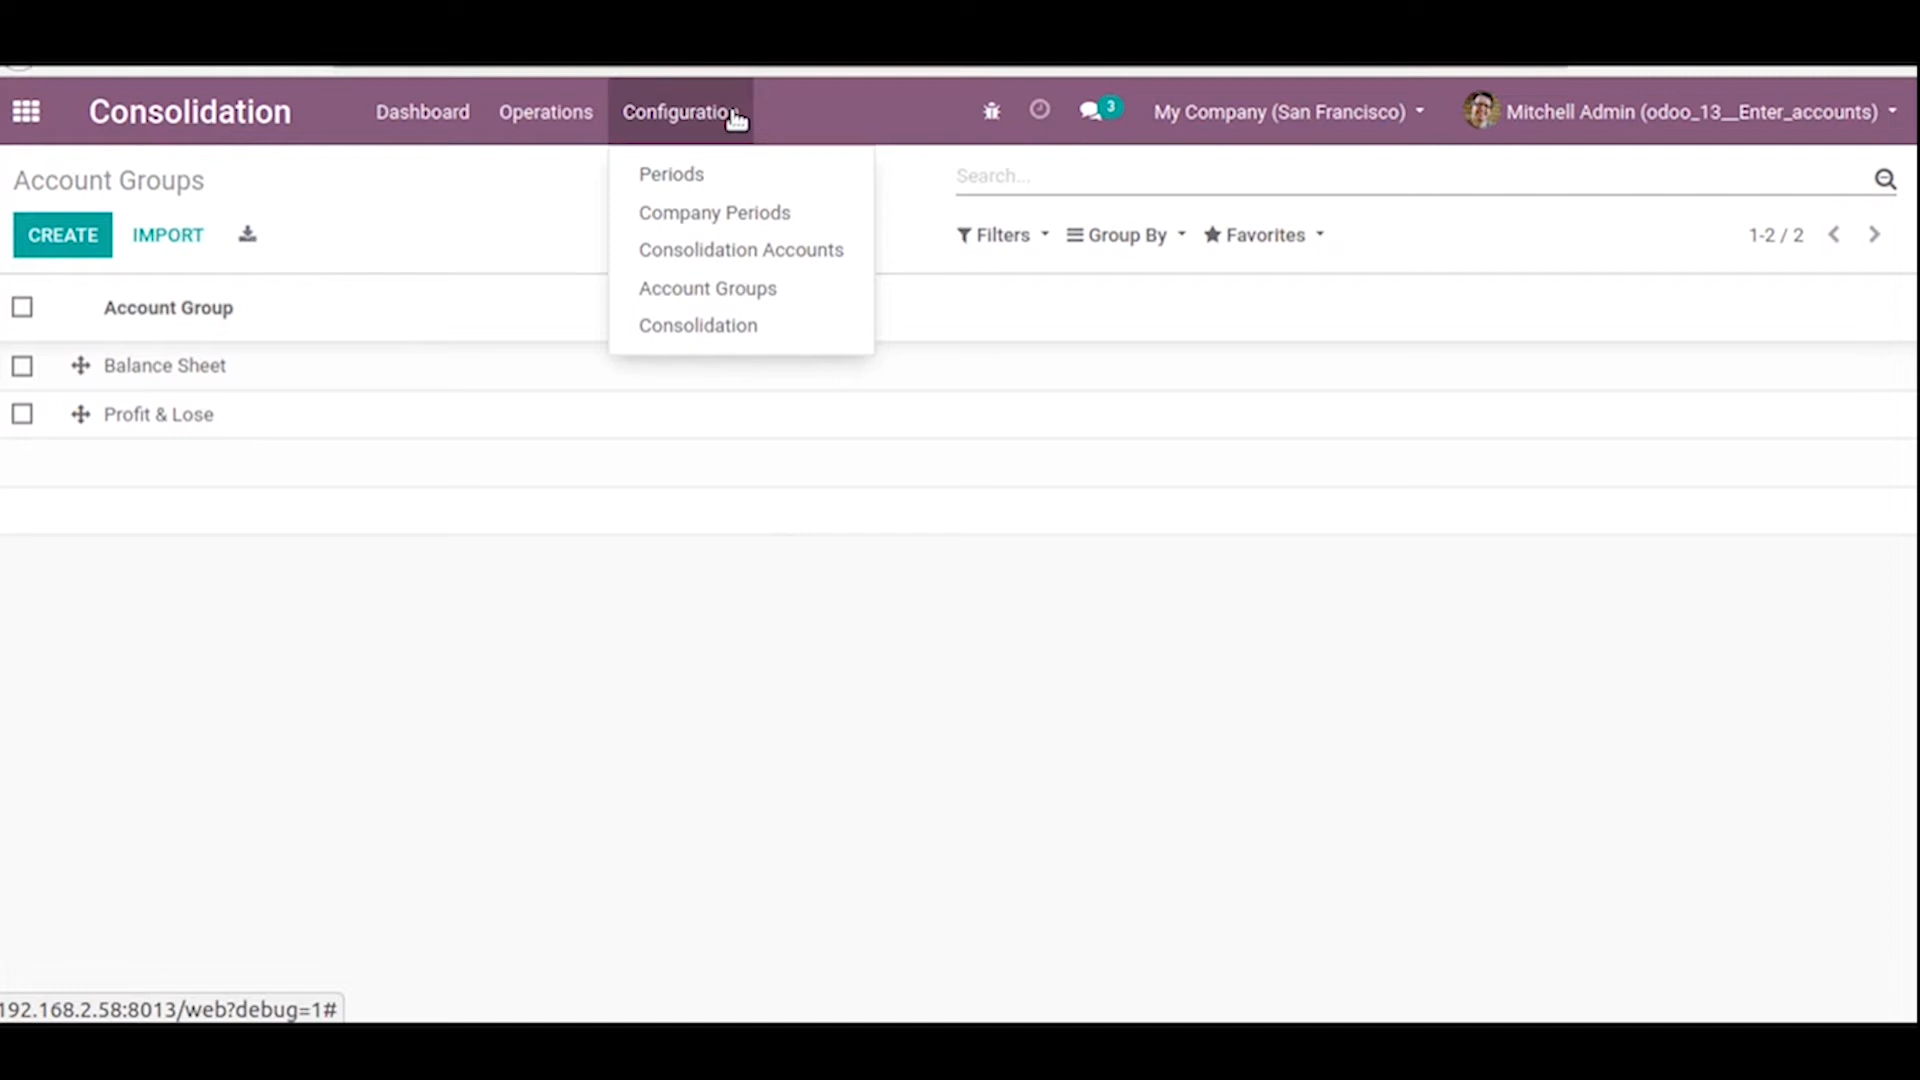 Consolidation Dashboard Operations Configuration 3 My Company (San Francisco) Mitchell Admin (odoo_13__Enter_accounts)
Account Groups
Periods
Search...
Company Periods
CREATE IMPORT
Filters Group By Favorites 1-2 / 2
Consolidation Accounts
Account Groups
Account Group
Consolidation
Balance Sheet
Profit & Lose
192.168.2.58:8013/web?debug=1#